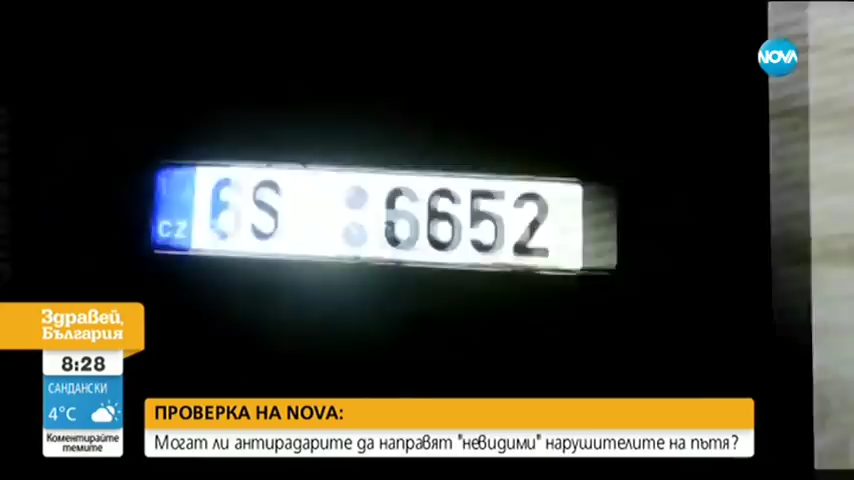 NOVA
CZ
6S 6652
Здравей,
България
8:28
САНДАНСКИ
4°C
Коментирайте
темите
ПРОВЕРКА НА NOVA:
Могат ли антирадарите да направят "невидими" нарушителите на пътя?